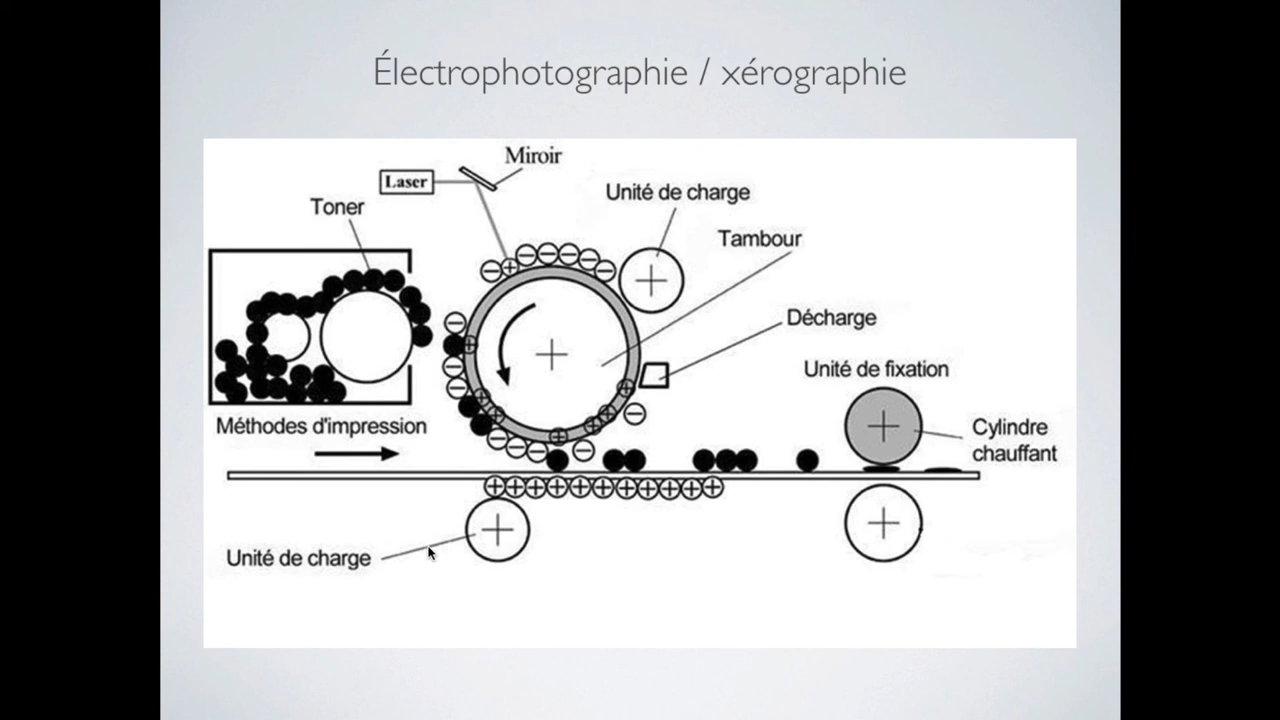 Électrophotographie / xérographie
Miroir
Laser
Unité de charge
Toner
Tambour
Décharge
Unité de fixation
Méthodes d'impression
Cylindre
chauffant
Unité de charge